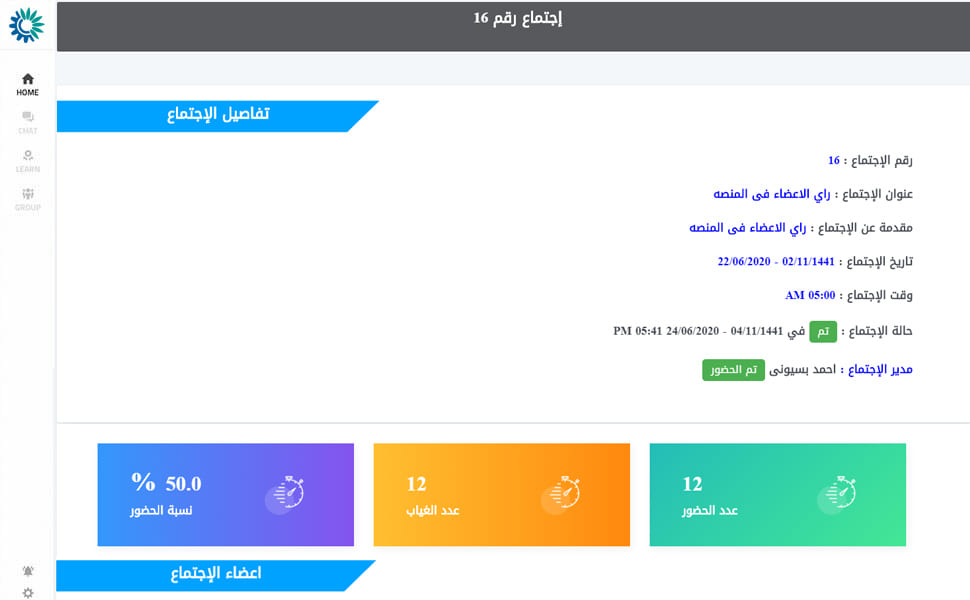 إجتماع رقم 16
HOME
CHAT
LEARN
GROUP
تفاصيل الإجتماع
رقم الإجتماع : 16
عنوان الإجتماع : راي الاعضاء فى المنصه
مقدمة عن الإجتماع : راي الاعضاء فى المنصه
تاريخ الإجتماع : 02/11/1441 - 22/06/2020
وقت الإجتماع : 05:00 AM
حالة الإجتماع : تم في 04/11/1441 - 24/06/2020 05:41 PM
مدير الإجتماع : احمد بسيونى تم الحضور
12
عدد الحضور
12
عدد الغياب
% 50.0
نسبة الحضور
اعضاء الإجتماع